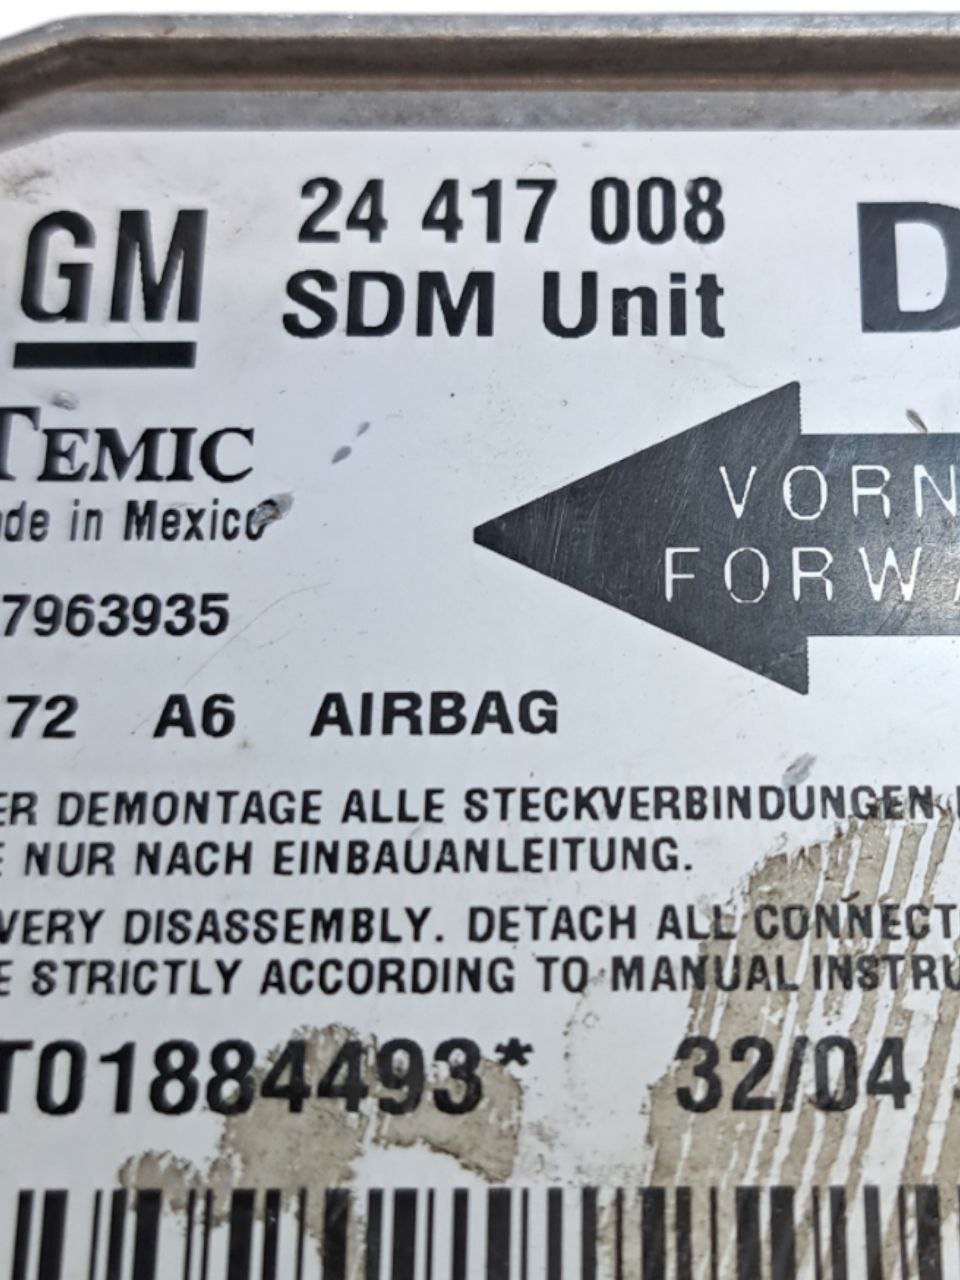 GM
24 417 008
SDM Unit
D
TEMIC
de in Mexico
7963935
VORN
FORWA
72 A6 AIRBAG
ER DEMONTAGE ALLE STECKVERBINDUNGEN
E NUR NACH EINBAUANLEITUNG.
VERY DISASSEMBLY. DETACH ALL CONNECT
E STRICTLY ACCORDING TO MANUAL INSTRU
T01884493* 32/04